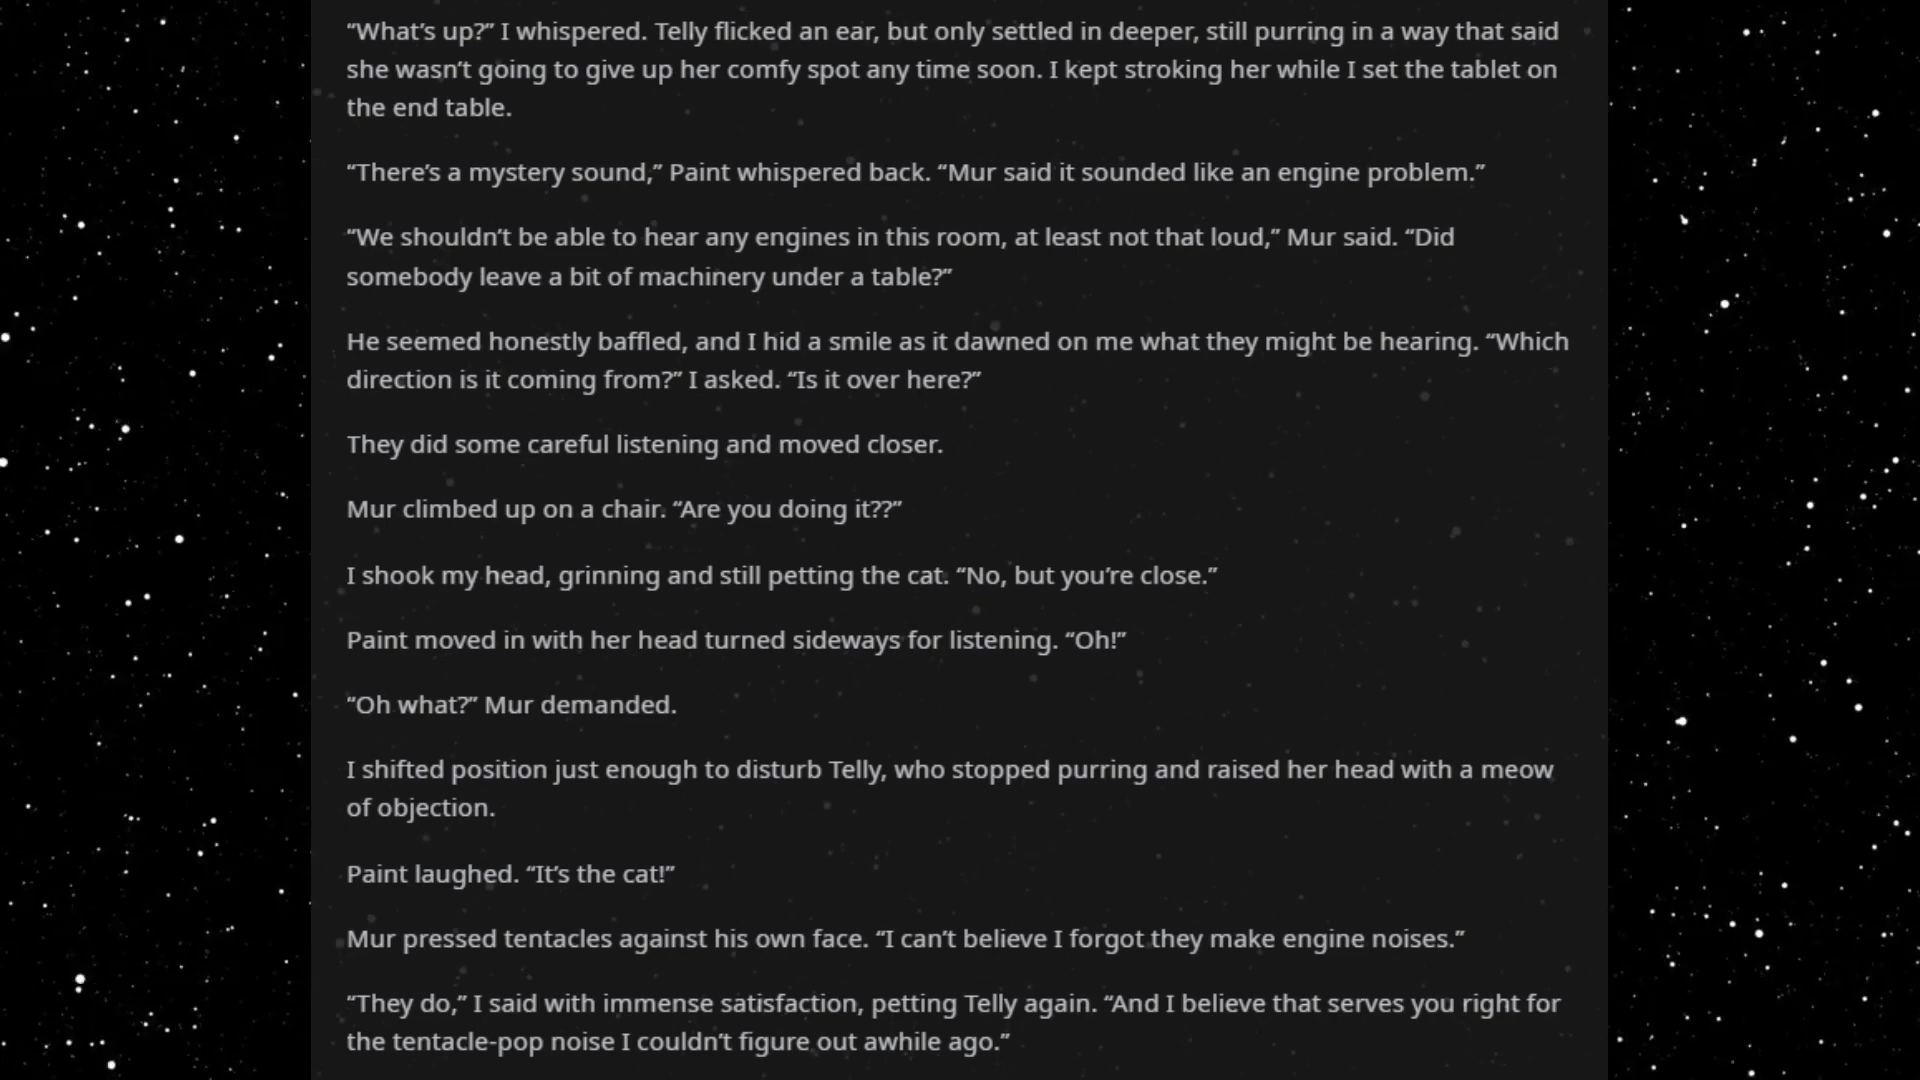 “What’s up?” I whispered. Telly flicked an ear, but only settled in deeper, still purring in a way that said
she wasn’t going to give up her comfy spot any time soon. I kept stroking her while I set the tablet on
the end table.
“There’s a mystery sound,” Paint whispered back. “Mur said it sounded like an engine problem.”
“We shouldn’t be able to hear any engines in this room, at least not that loud,” Mur said. “Did
somebody leave a bit of machinery under a table?”
He seemed honestly baffled, and I hid a smile as it dawned on me what they might be hearing. “Which
direction is it coming from?” I asked. “Is it over here?”
They did some careful listening and moved closer.
Mur climbed up on a chair. “Are you doing it??”
I shook my head, grinning and still petting the cat. “No, but you’re close.”
Paint moved in with her head turned sideways for listening. “Oh!”
“Oh what?” Mur demanded.
I shifted position just enough to disturb Telly, who stopped purring and raised her head with a meow
of objection.
Paint laughed. “It’s the cat!”
Mur pressed tentacles against his own face. “I can’t believe I forgot they make engine noises.”
“They do,” I said with immense satisfaction, petting Telly again. “And I believe that serves you right for
the tentacle-pop noise I couldn’t figure out awhile ago.”